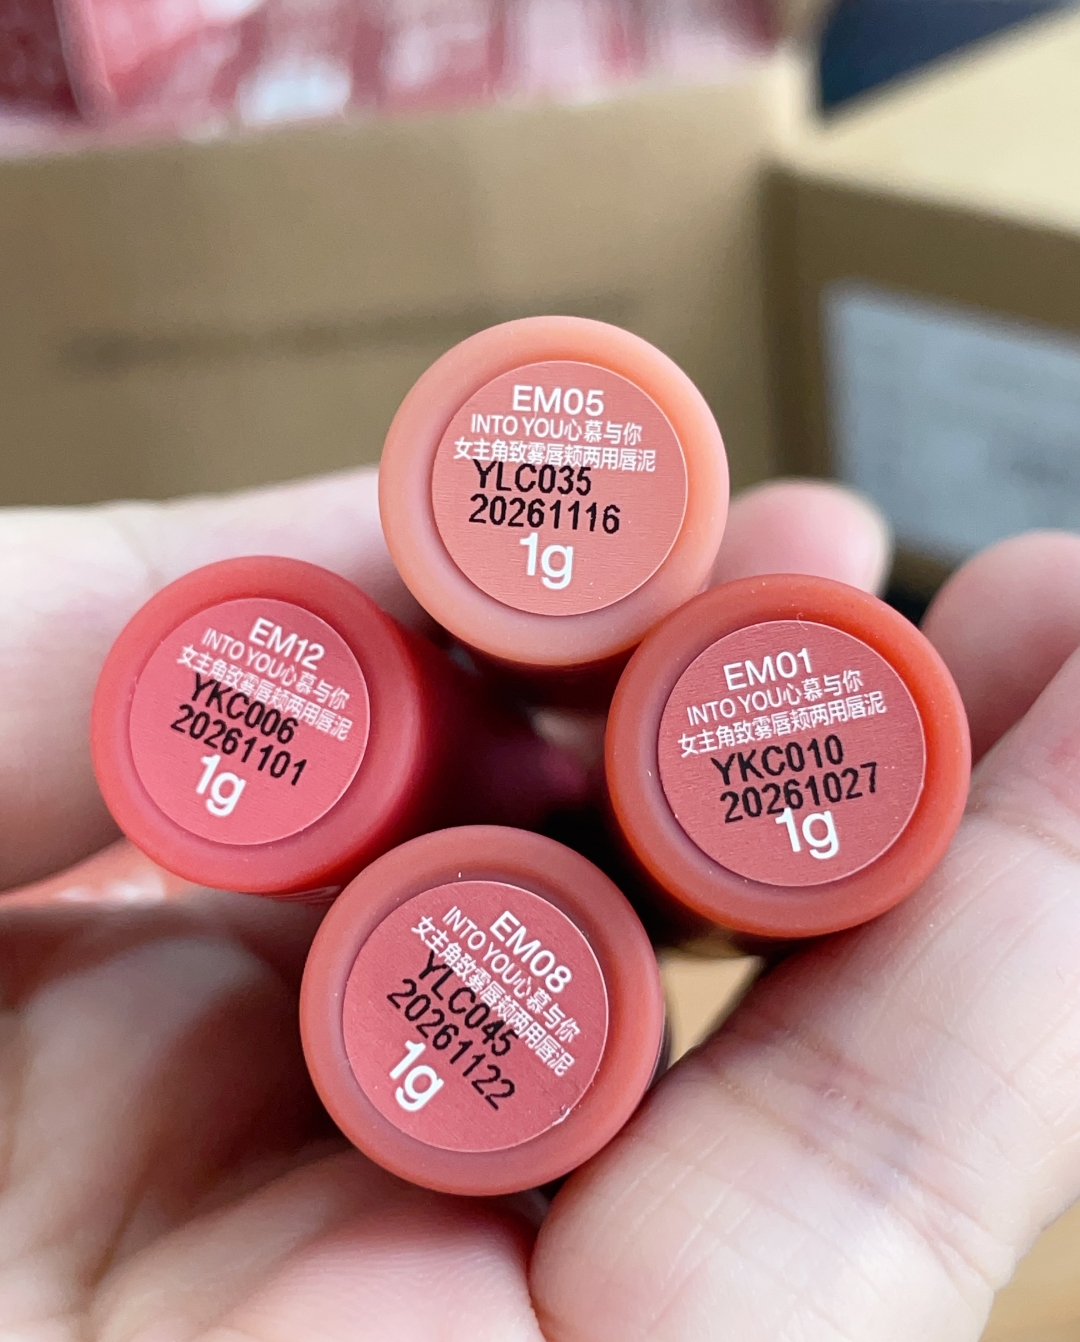 EM05
INTO YOU心慕与你
女主角致雾唇颊两用唇泥
YLC035
20261116
1g
EM12
INTO YOU心慕与你
女主角致雾唇颊两用唇泥
YKC006
20261101
1g
EM01
INTO YOU心慕与你
女主角致雾唇颊两用唇泥
YKC010
20261027
1g
EM08
INTO YOU心慕与你
女主角致雾唇颊两用唇泥
YLC045
20261122
1g